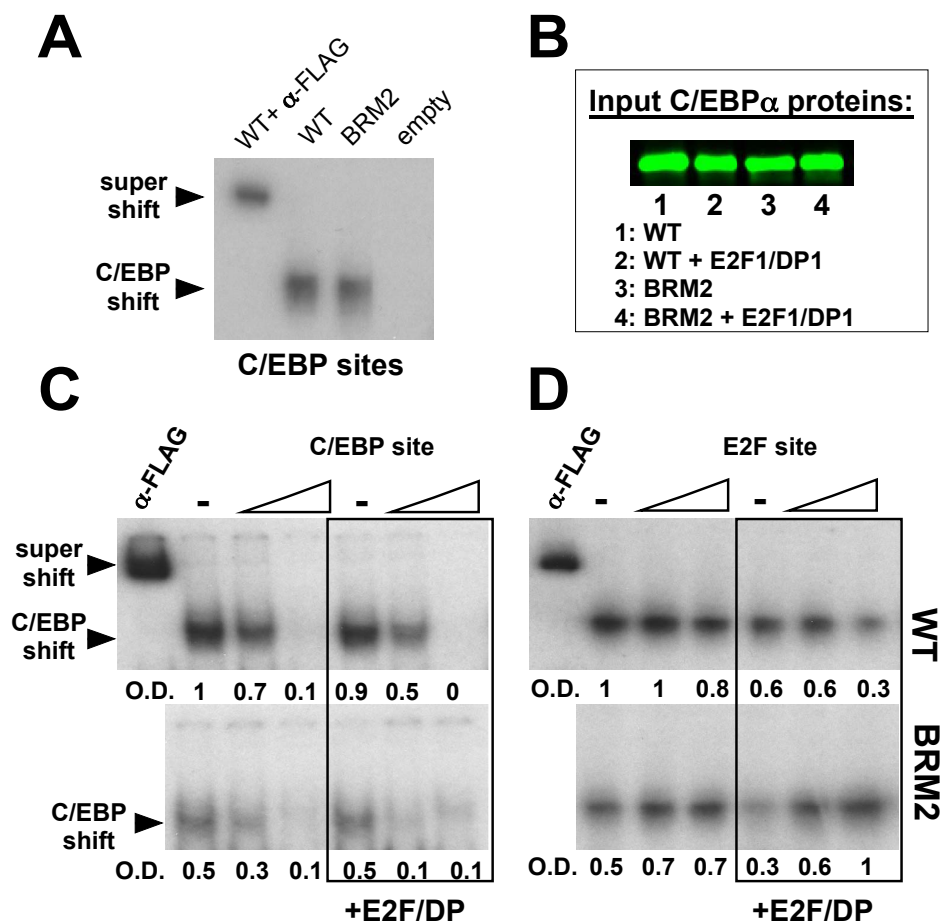 A
WT+ α-FLAG
WT
BRM2
empty
super
shift
C/EBP
shift
C/EBP sites
B
Input C/EBPα proteins:
1 2 3 4
1: WT
2: WT + E2F1/DP1
3: BRM2
4: BRM2 + E2F1/DP1
C
α-FLAG
C/EBP site
- -
super
shift
C/EBP
shift
O.D. 1 0.7 0.1 0.9 0.5 0
C/EBP
shift
O.D. 0.5 0.3 0.1 0.5 0.1 0.1
+E2F/DP
D
α-FLAG
E2F site
- -
WT
O.D. 1 1 0.8 0.6 0.6 0.3
BRM2
O.D. 0.5 0.7 0.7 0.3 0.6 1
+E2F/DP